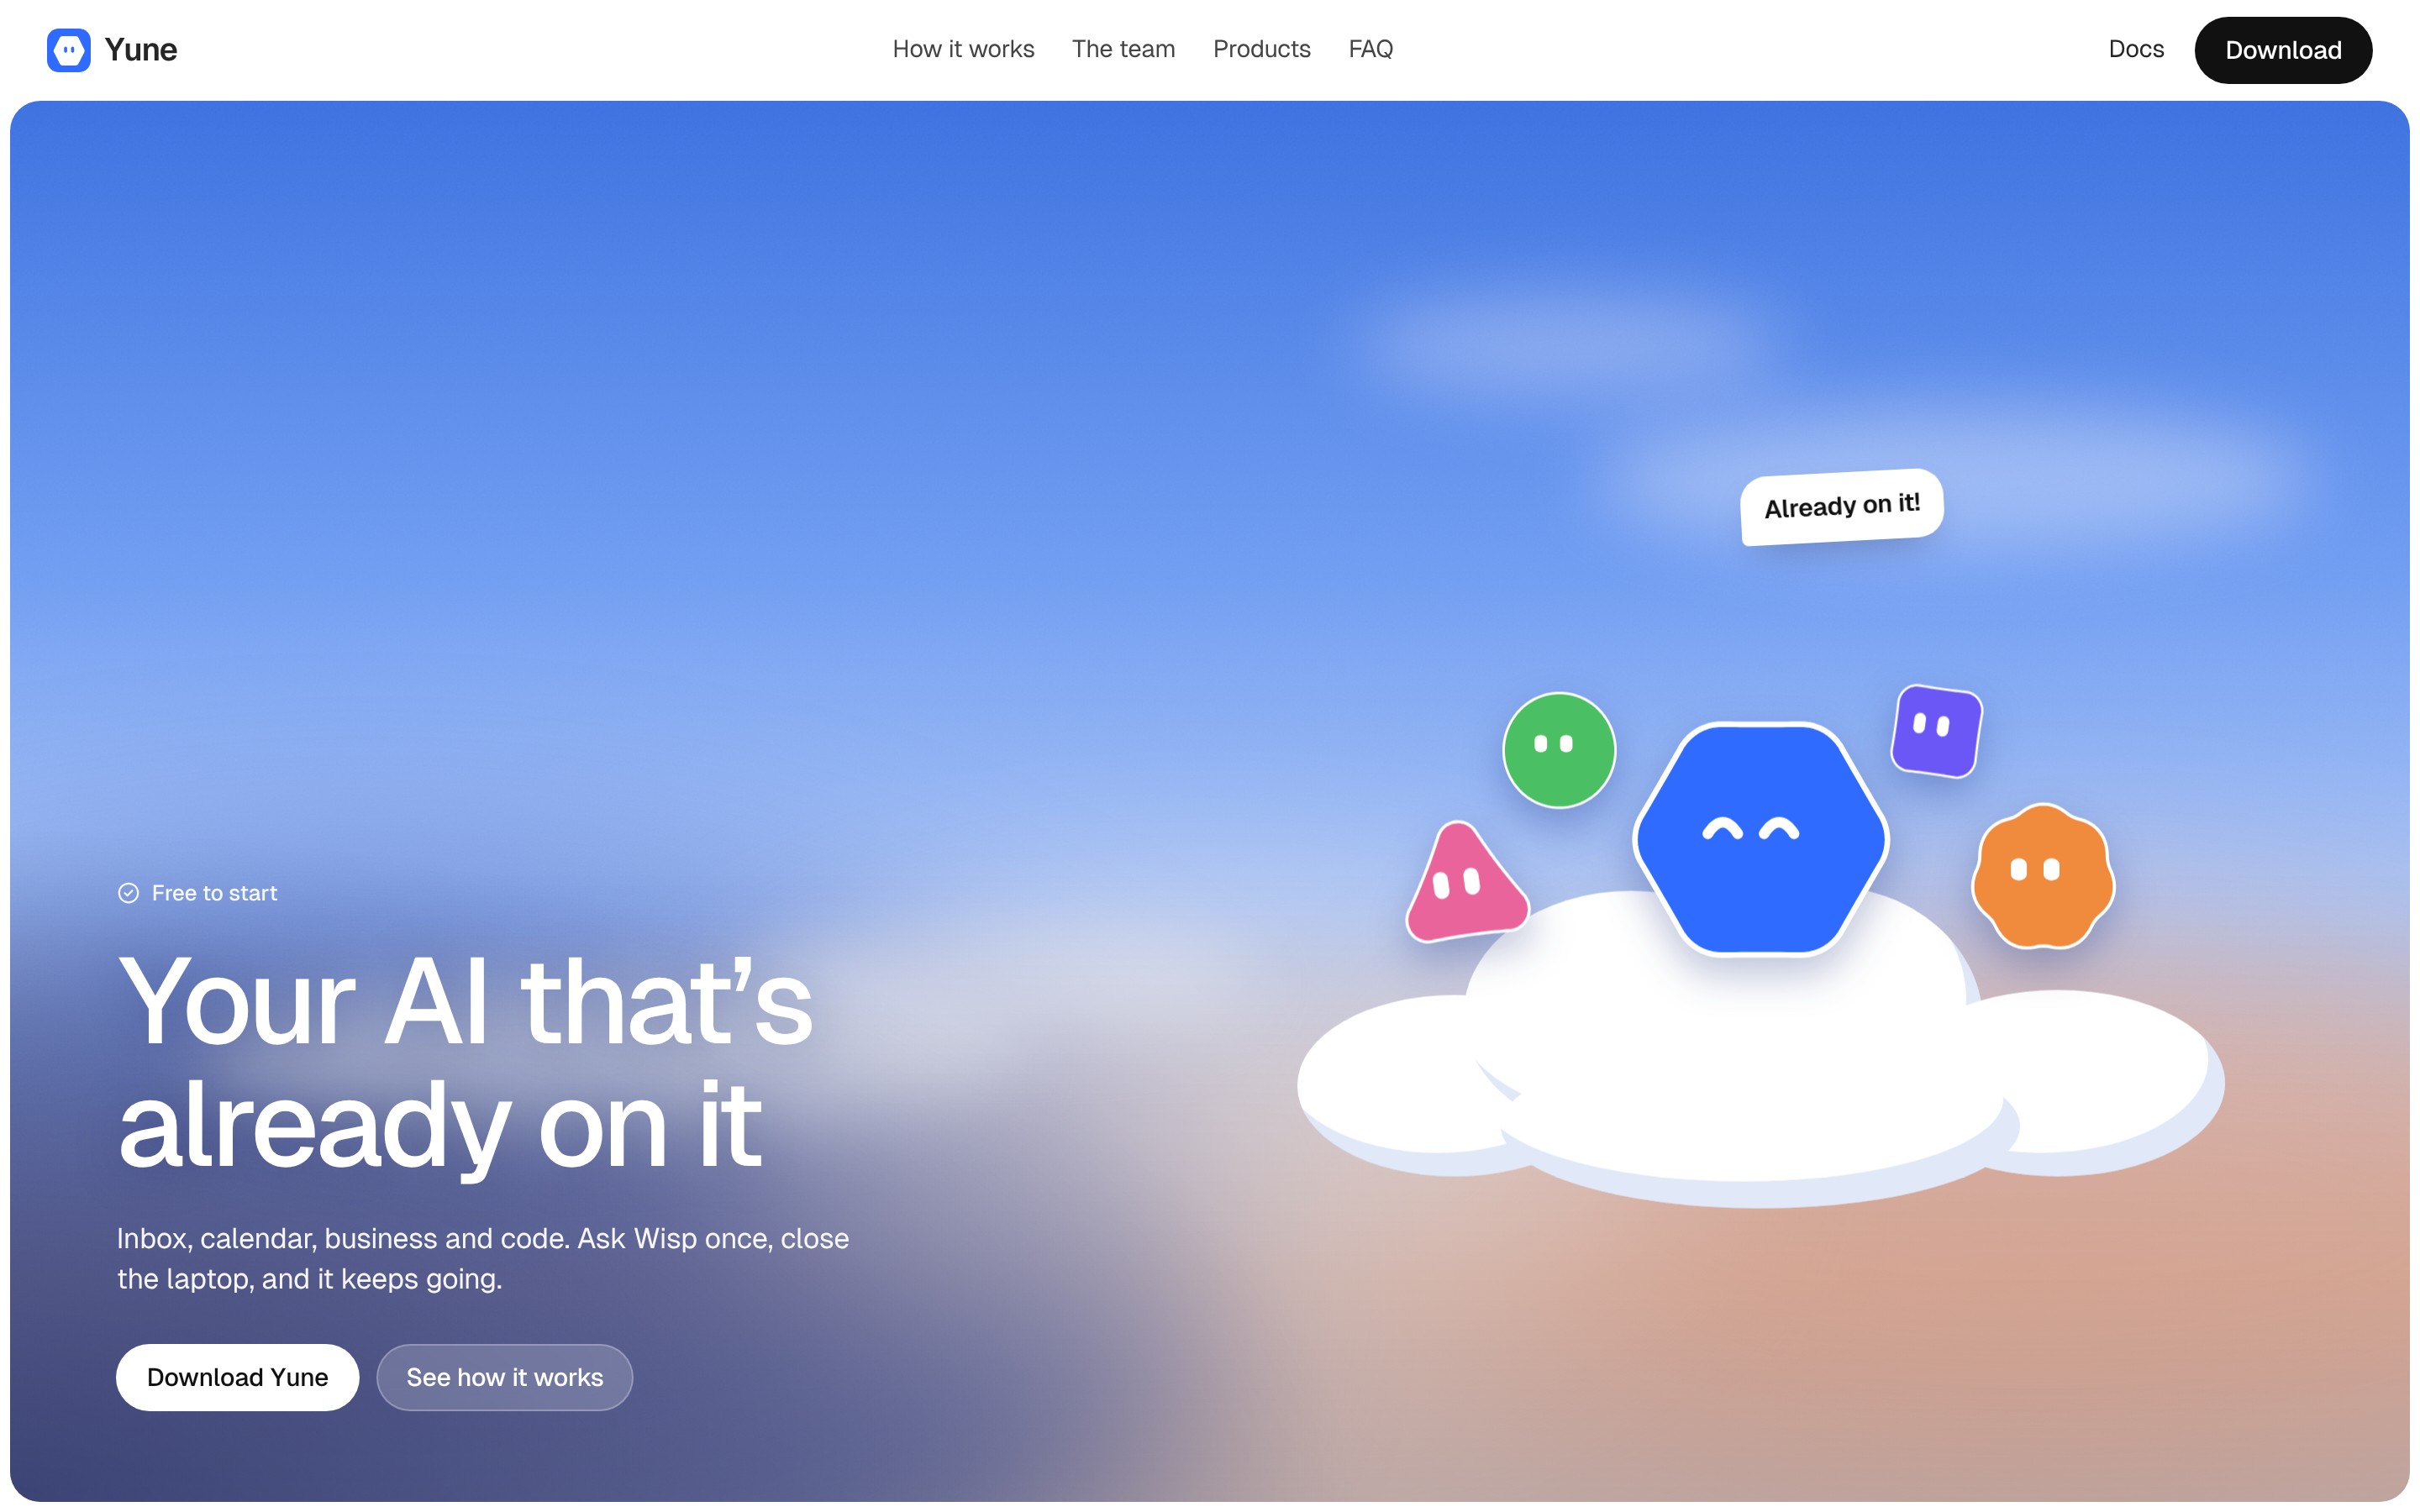 Yune
How it works
The team
Products
FAQ
Docs
Download
Already on it!
Free to start
Your AI that’s
already on it
Inbox, calendar, business and code. Ask Wisp once, close
the laptop, and it keeps going.
Download Yune
See how it works